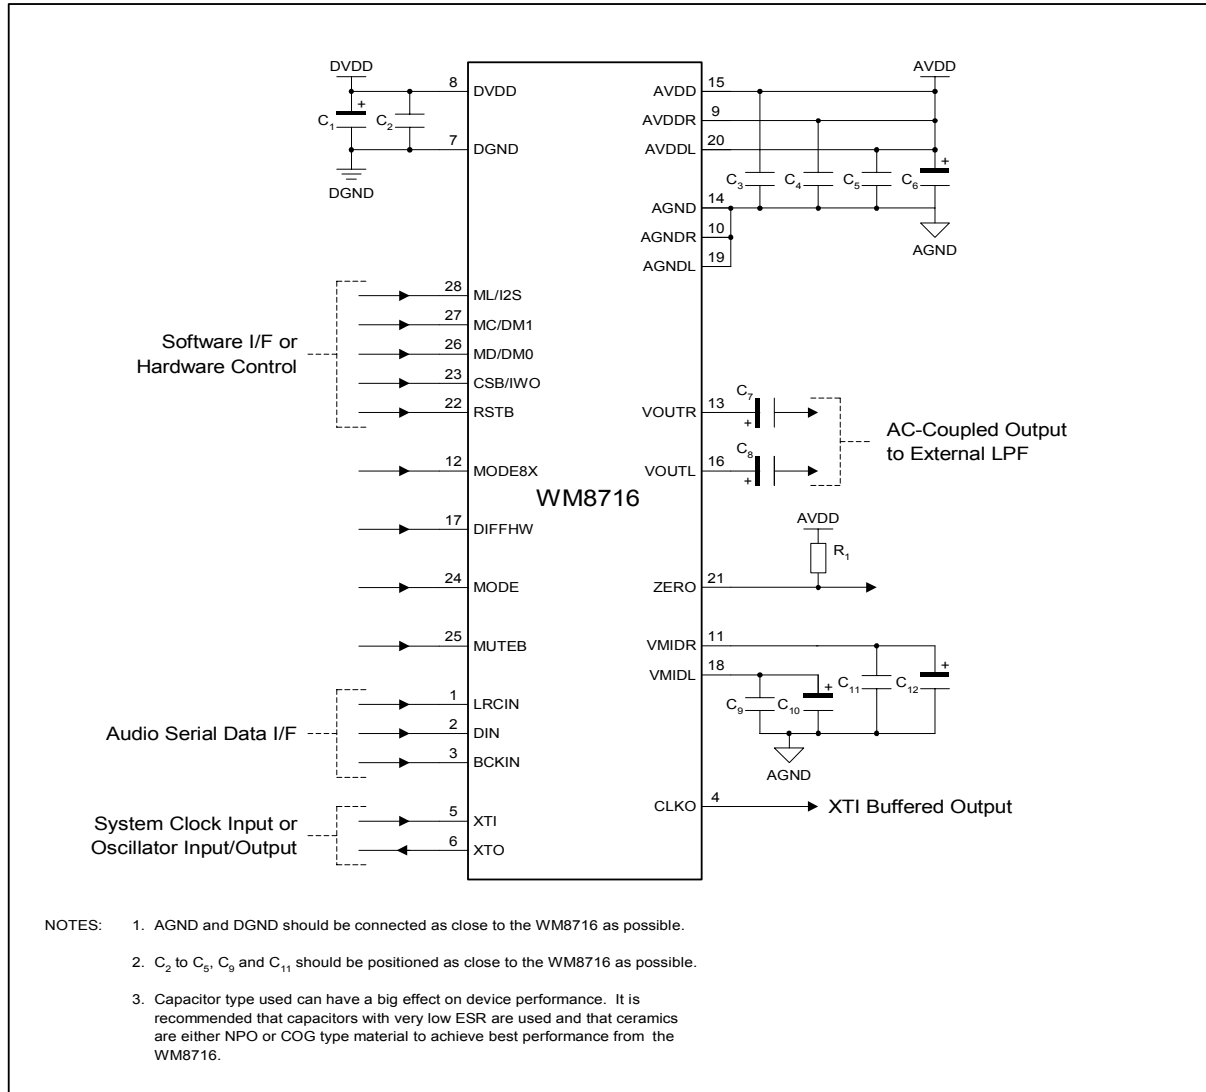 DVDD
AVDD
8 DVDD
AVDD 15
+
C1
C2
AVDDR 9
7 DGND
AVDDL 20
+
C3
C4
C5
C6
DGND
AGND 14
AGNDR 10
AGND
AGNDL 19
28 ML/I2S
27 MC/DM1
Software I/F or
Hardware Control
26 MD/DM0
23 CSB/IWO
22 RSTB
C7
VOUTR 13
+
AC-Coupled Output
to External LPF
C8
12 MODE8X
VOUTL 16
+
WM8716
17 DIFFHW
AVDD
R1
24 MODE
ZERO 21
25 MUTEB
VMIDR 11
VMIDL 18
+
+
C11
C12
C9
C10
Audio Serial Data I/F
1 LRCIN
2 DIN
3 BCKIN
AGND
CLKO 4
XTI Buffered Output
System Clock Input or
Oscillator Input/Output
5 XTI
6 XTO
NOTES: 1. AGND and DGND should be connected as close to the WM8716 as possible.
2. C2 to C5, C9 and C11 should be positioned as close to the WM8716 as possible.
3. Capacitor type used can have a big effect on device performance. It is
recommended that capacitors with very low ESR are used and that ceramics
are either NPO or COG type material to achieve best performance from the
WM8716.